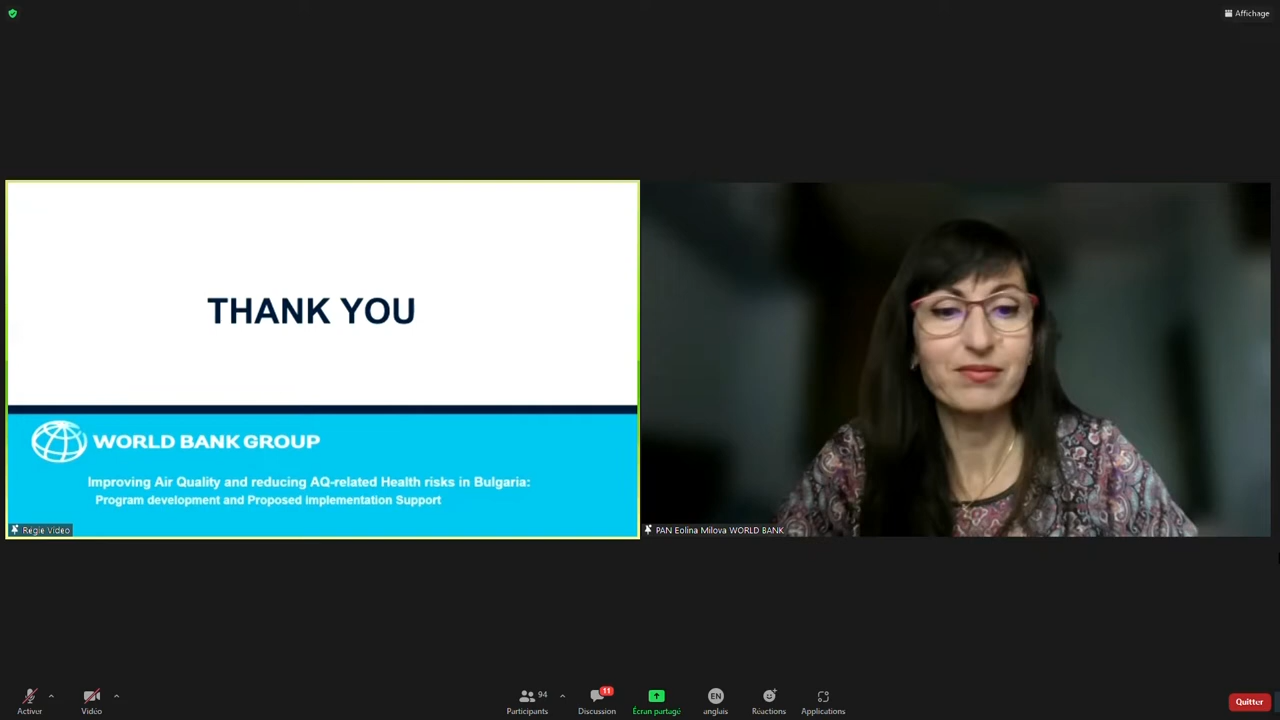 Affichage
THANK YOU
WORLD BANK GROUP
Improving Air Quality and reducing AQ-related Health risks in Bulgaria:
Program development and Proposed Implementation Support
Régie Vidéo
PAN Eolina Milova WORLD BANK
94
11
EN
Activer
Vidéo
Participants
Discussion
Écran partagé
anglais
Réactions
Applications
Quitter